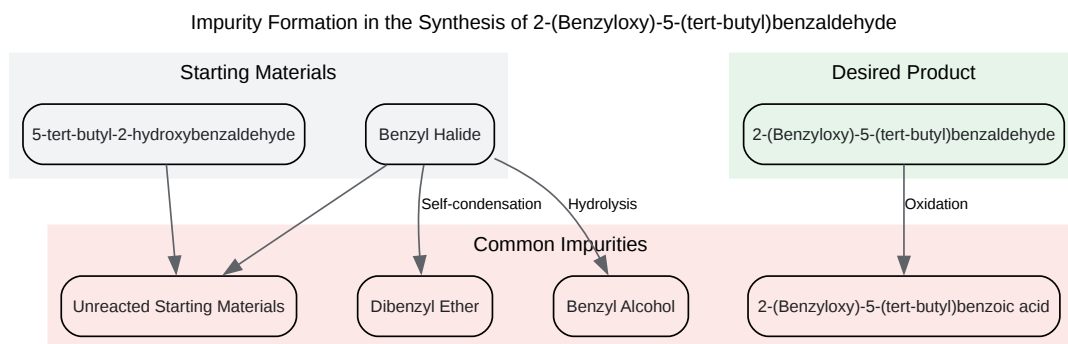 Impurity Formation in the Synthesis of 2-(Benzyloxy)-5-(tert-butyl)benzaldehyde
Starting Materials
Desired Product
5-tert-butyl-2-hydroxybenzaldehyde
Benzyl Halide
2-(Benzyloxy)-5-(tert-butyl)benzaldehyde
Self-condensation
Hydrolysis
Oxidation
Common Impurities
Unreacted Starting Materials
Dibenzyl Ether
Benzyl Alcohol
2-(Benzyloxy)-5-(tert-butyl)benzoic acid